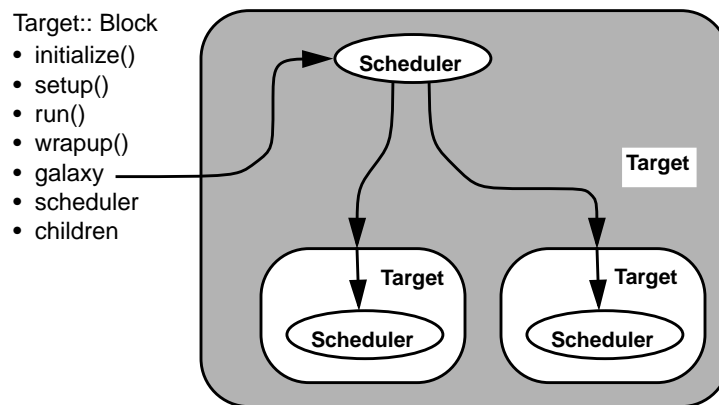 Target:: Block
• initialize()
• setup()
• run()
• wrapup()
• galaxy
• scheduler
• children
Scheduler
Target
Target
Scheduler
Target
Scheduler